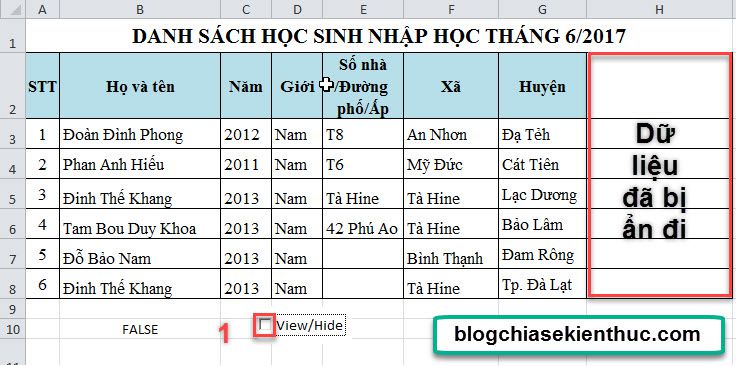 A B C D E F G H
1 DANH SÁCH HỌC SINH NHẬP HỌC THÁNG 6/2017
2 STT Họ và tên Năm Giới Số nhà /Đường phố/Ấp Xã Huyện
3 1 Đoàn Đình Phong 2012 Nam T8 An Nhơn Đạ Tẻh
4 2 Phan Anh Hiếu 2011 Nam T6 Mỹ Đức Cát Tiên
5 3 Đinh Thế Khang 2013 Nam Tà Hine Tà Hine Lạc Dương
6 4 Tam Bou Duy Khoa 2013 Nam 42 Phú Ao Tà Hine Bảo Lâm
7 5 Đỗ Bảo Nam 2013 Nam Bình Thạnh Đam Rông
8 6 Đinh Thế Khang 2013 Nam Tà Hine Tp. Đà Lạt
Dữ
liệu
đã bị
ẩn đi
9
10 FALSE 1 View/Hide
blogchiasekienthuc.com
11